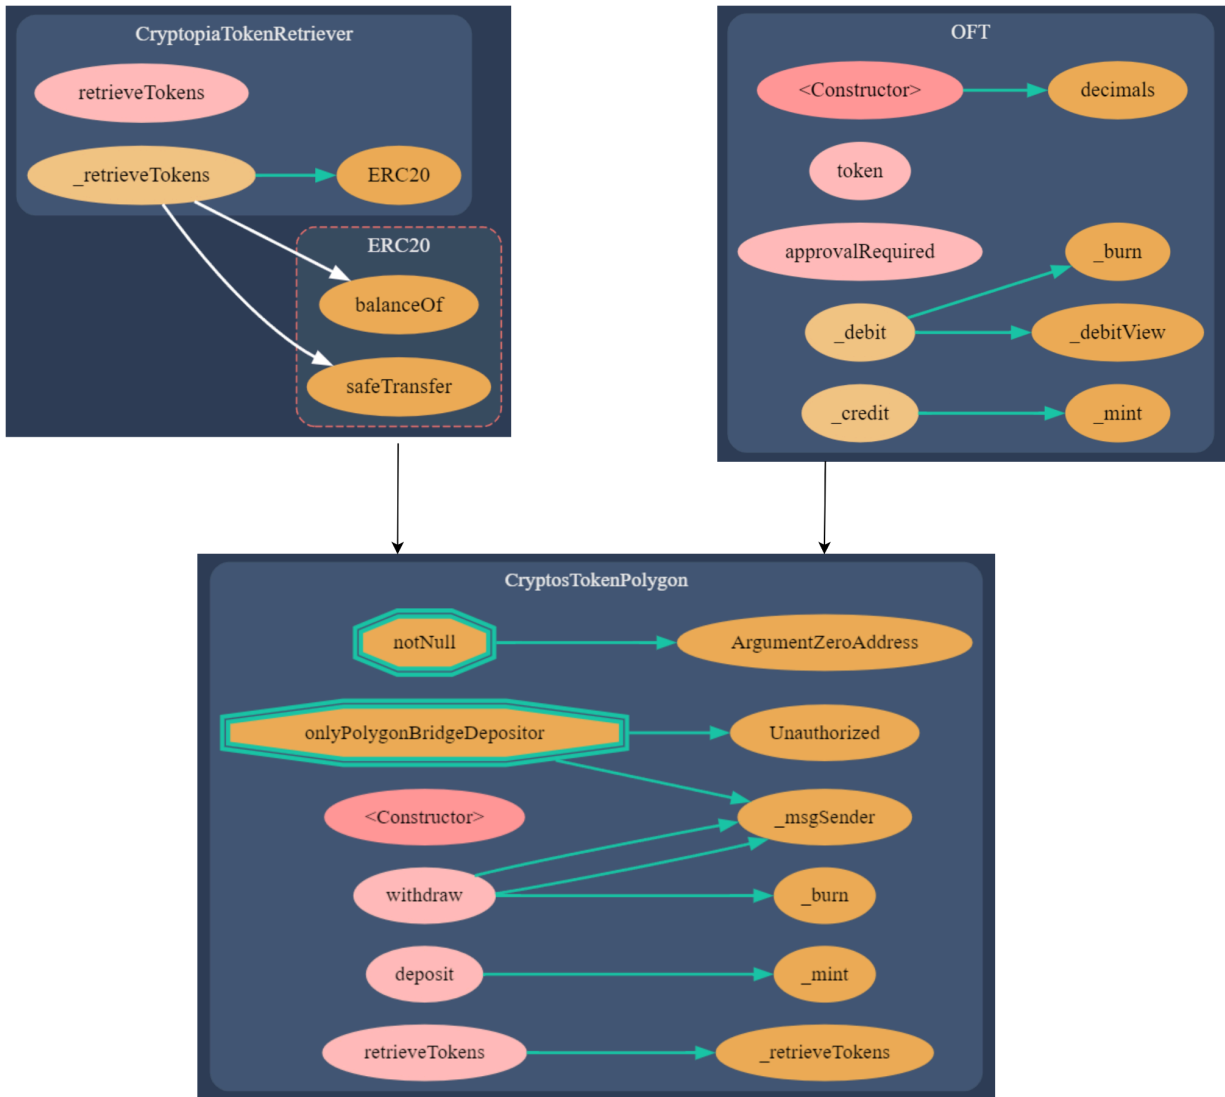 CryptopiaTokenRetriever
retrieveTokens
_retrieveTokens
ERC20
ERC20
balanceOf
safeTransfer
OFT
<Constructor>
decimals
token
approvalRequired
_burn
_debit
_debitView
_credit
_mint
CryptosTokenPolygon
notNull
ArgumentZeroAddress
onlyPolygonBridgeDepositor
Unauthorized
<Constructor>
_msgSender
withdraw
_burn
deposit
_mint
retrieveTokens
_retrieveTokens